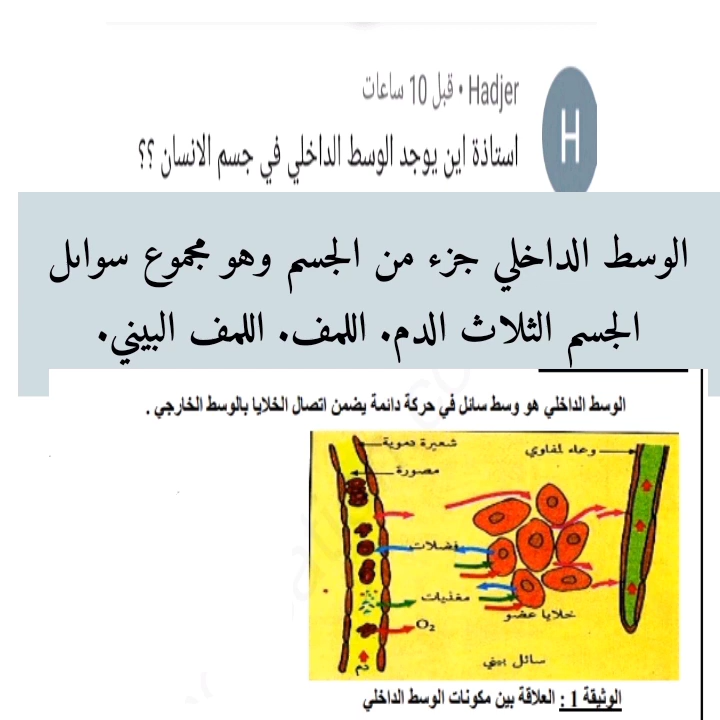 Hadjer • قبل 10 ساعات
H
استاذة اين يوجد الوسط الداخلي في جسم الانسان ؟؟
الوسط الداخلي جزء من الجسم وهو مجموع سوائل
الجسم الثلاث الدم. اللمف. اللمف البيني.
الوسط الداخلي هو وسط سائل في حركة دائمة يضمن اتصال الخلايا بالوسط الخارجي .
شعيرة دموية
وعاء لمفاوي
مصورة
فضلات
مغذيات
خلايا عضو
O₂
سائل بيني
دم
الوثيقة 1 : العلاقة بين مكونات الوسط الداخلي